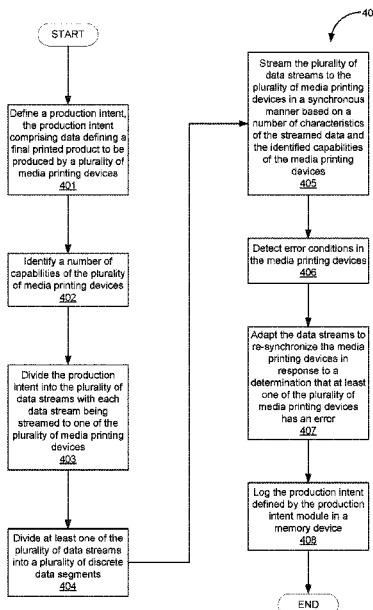 START
Define a production intent,
the production intent
comprising data defining a
final printed product to be
produced by a plurality of
media printing devices
401
Identify a number of
capabilities of the plurality
of media printing devices
402
Divide the production
intent into the plurality of
data streams with each
data stream being
streamed to one of the
plurality of media printing
devices
403
Divide at least one of the
plurality of data streams
into a plurality of discrete
data segments
404
40
Stream the plurality of
data streams to the
plurality of media printing
devices in a synchronous
manner based on a
number of characteristics
of the streamed data and
the identified capabilities
of the media printing
devices
405
Detect error conditions in
the media printing devices
406
Adapt the data streams to
re-synchronize the media
printing devices in
response to a
determination that at least
one of the plurality of
media printing devices
has an error
407
Log the production intent
defined by the production
intent module in a
memory device
408
END